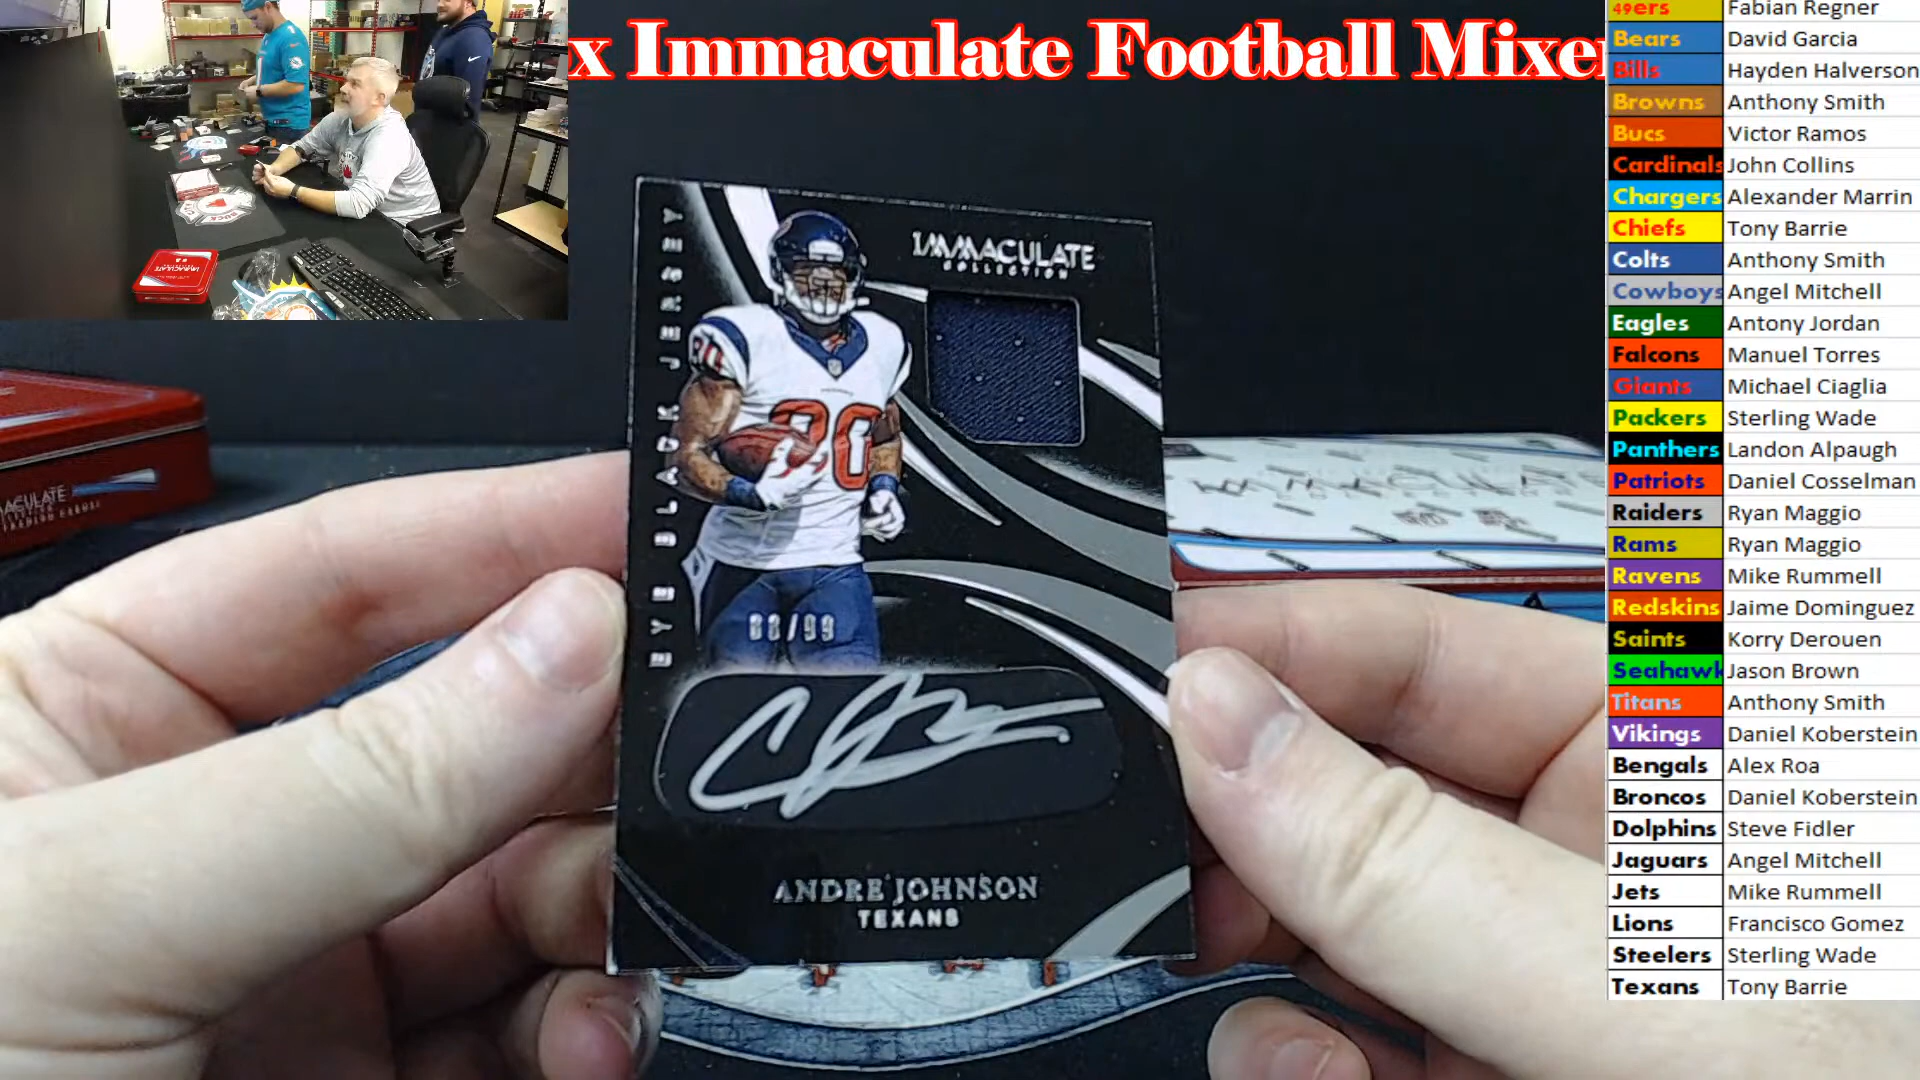 x Immaculate Football Mixer
49ers Fabian Regner
Bears David Garcia
Bills Hayden Halverson
Browns Anthony Smith
Bucs Victor Ramos
Cardinals John Collins
Chargers Alexander Marrin
Chiefs Tony Barrie
Colts Anthony Smith
Cowboys Angel Mitchell
Eagles Antony Jordan
Falcons Manuel Torres
Giants Michael Ciaglia
Packers Sterling Wade
Panthers Landon Alpaugh
Patriots Daniel Cosselman
Raiders Ryan Maggio
Rams Ryan Maggio
Ravens Mike Rummell
Redskins Jaime Dominguez
Saints Korry Derouen
Seahawk Jason Brown
Titans Anthony Smith
Vikings Daniel Koberstein
Bengals Alex Roa
Broncos Daniel Koberstein
Dolphins Steve Fidler
Jaguars Angel Mitchell
Jets Mike Rummell
Lions Francisco Gomez
Steelers Sterling Wade
Texans Tony Barrie
IMMACULATE
COLLECTION
EYE BLACK JERSEY
80
/99
ANDRE JOHNSON
TEXANS
IMMACULATE